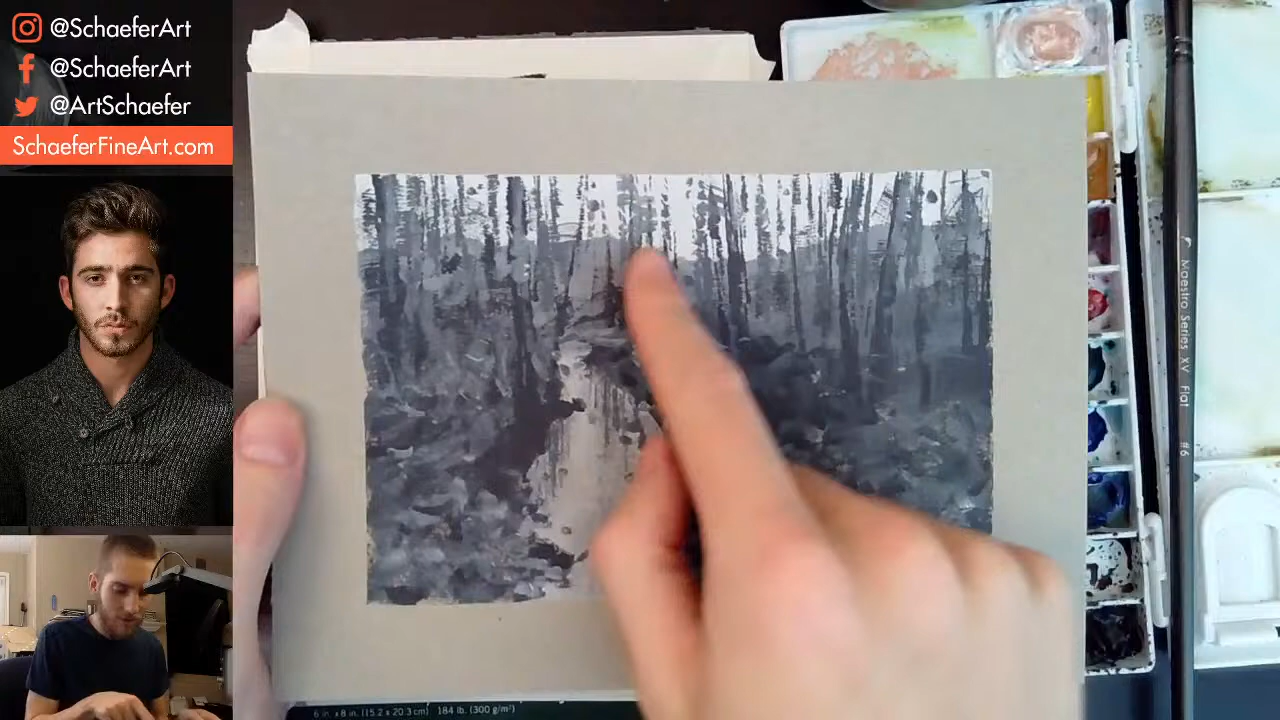 @SchaeferArt
@SchaeferArt
@ArtSchaefer
SchaeferFineArt.com
Maestro Series XV Flat #6
6 in. x 8 in. (15.2 x 20.3 cm) 184 lb. (300 g/m²)